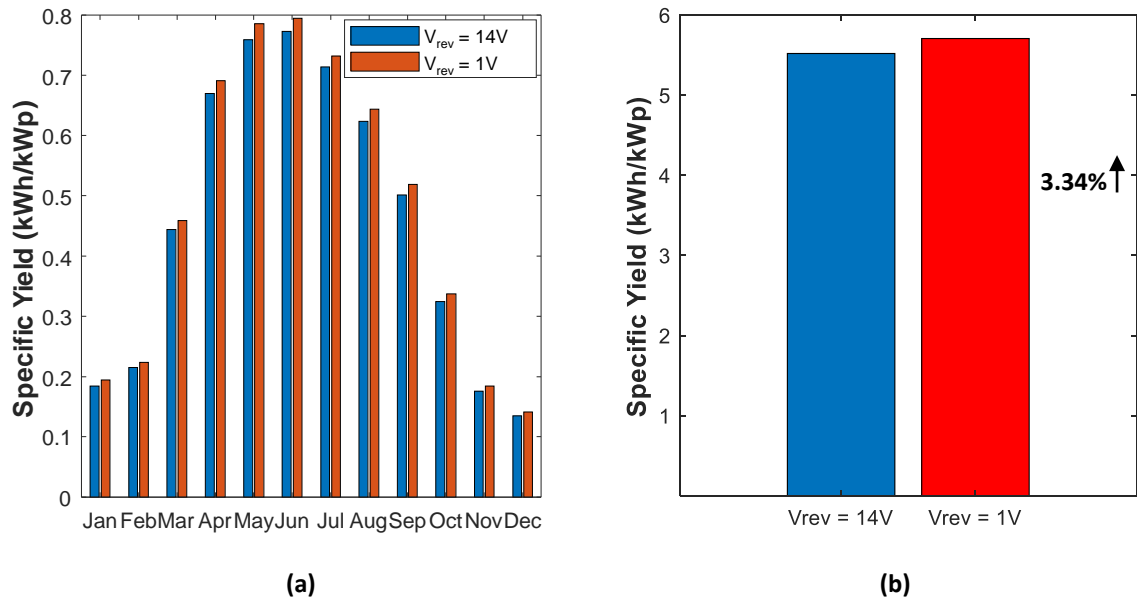 Specific Yield (kWh/kWp)
0.8
0.7
0.6
0.5
0.4
0.3
0.2
0.1
0
V_rev = 14V
V_rev = 1V
Jan Feb Mar Apr May Jun Jul Aug Sep Oct Nov Dec
(a)
Specific Yield (kWh/kWp)
6
5
4
3
2
1
3.34%
Vrev = 14V Vrev = 1V
(b)